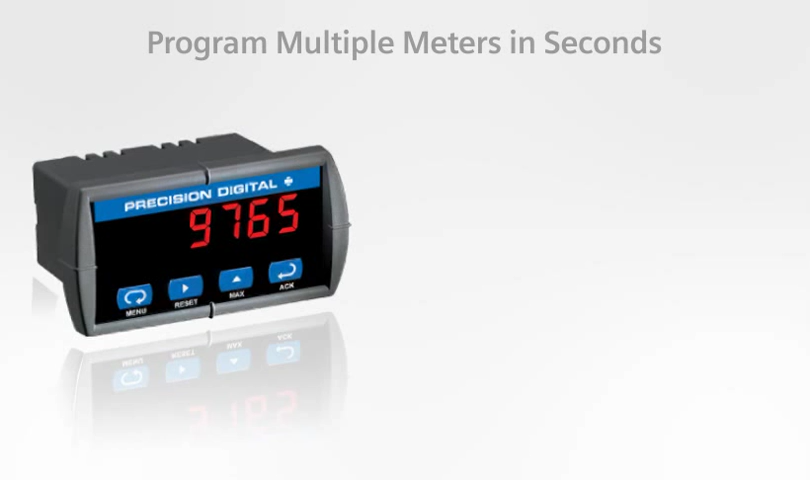 Program Multiple Meters in Seconds
PRECISION DIGITAL
9765
MENU RESET MAX ACK